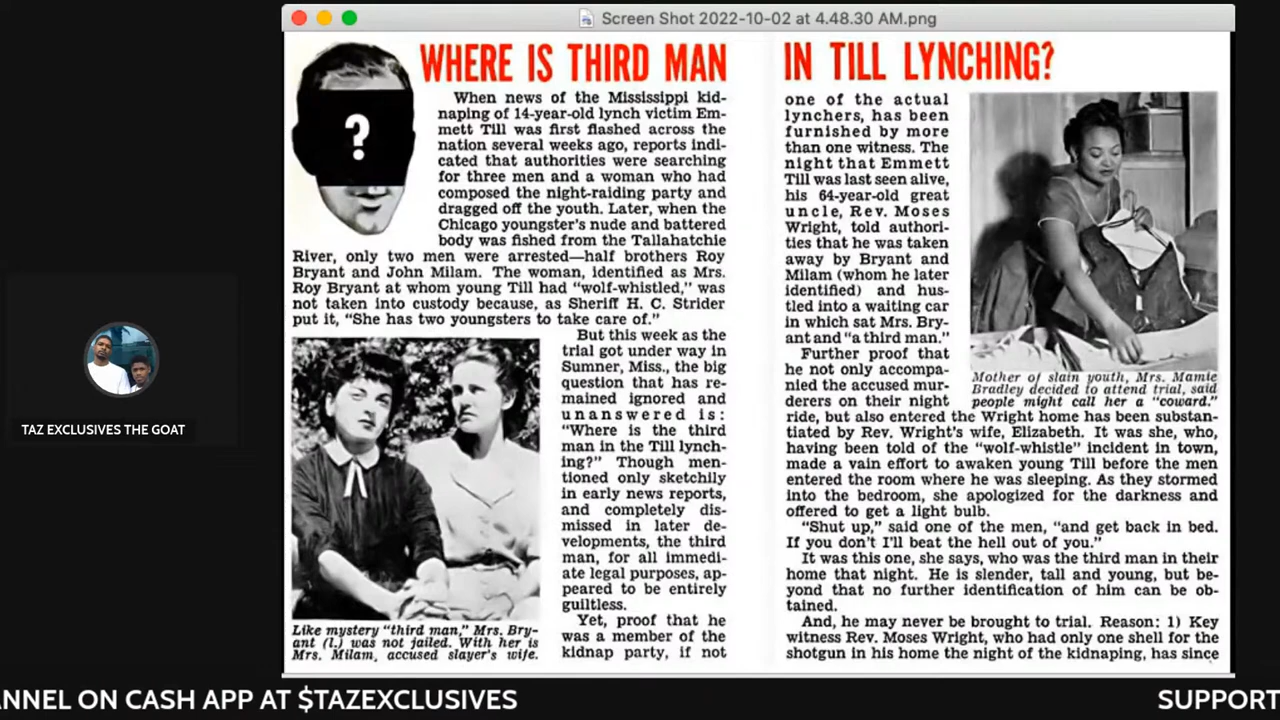 Screen Shot 2022-10-02 at 4.48.30 AM.png
WHERE IS THIRD MAN
?
When news of the Mississippi kid-
naping of 14-year-old lynch victim Em-
mett Till was first flashed across the
nation several weeks ago, reports indi-
cated that authorities were searching
for three men and a woman who had
composed the night-raiding party and
dragged off the youth. Later, when the
Chicago youngster's nude and battered
body was fished from the Tallahatchie
River, only two men were arrested—half brothers Roy
Bryant and John Milam. The woman, identified as Mrs.
Roy Bryant at whom young Till had "wolf-whistled," was
not taken into custody because, as Sheriff H. C. Strider
put it, "She has two youngsters to take care of."
But this week as the
trial got under way in
Sumner, Miss., the big
question that has re-
mained ignored and
unanswered is:
"Where is the third
man in the Till lynch-
ing?" Though men-
tioned only sketchily
in early news reports,
and completely dis-
missed in later de-
velopments, the third
man, for all immedi-
ate legal purposes, ap-
peared to be entirely
guiltless.
Yet, proof that he
was a member of the
kidnap party, if not
Like mystery "third man," Mrs. Bry-
ant (l.) was not jailed. With her is
Mrs. Milam, accused slayer's wife.
IN TILL LYNCHING?
one of the actual
lynchers, has been
furnished by more
than one witness. The
night that Emmett
Till was last seen alive,
his 64-year-old great
uncle, Rev. Moses
Wright, told authori-
ties that he was taken
away by Bryant and
Milam (whom he later
identified) and hus-
tled into a waiting car
in which sat Mrs. Bry-
ant and "a third man."
Further proof that
he not only accompa-
nied the accused mur-
derers on their night
ride, but also entered the Wright home has been substan-
tiated by Rev. Wright's wife, Elizabeth. It was she, who,
having been told of the "wolf-whistle" incident in town,
made a vain effort to awaken young Till before the men
entered the room where he was sleeping. As they stormed
into the bedroom, she apologized for the darkness and
offered to get a light bulb.
"Shut up," said one of the men, "and get back in bed.
If you don't I'll beat the hell out of you."
It was this one, she says, who was the third man in their
home that night. He is slender, tall and young, but be-
yond that no further identification of him can be ob-
tained.
And, he may never be brought to trial. Reason: 1) Key
witness Rev. Moses Wright, who had only one shell for the
shotgun in his home the night of the kidnaping, has since
Mother of slain youth, Mrs. Mamie
Bradley decided to attend trial, said
people might call her a "coward."
TAZ EXCLUSIVES THE GOAT
ANNEL ON CASH APP AT $TAZEXCLUSIVES
SUPPORT